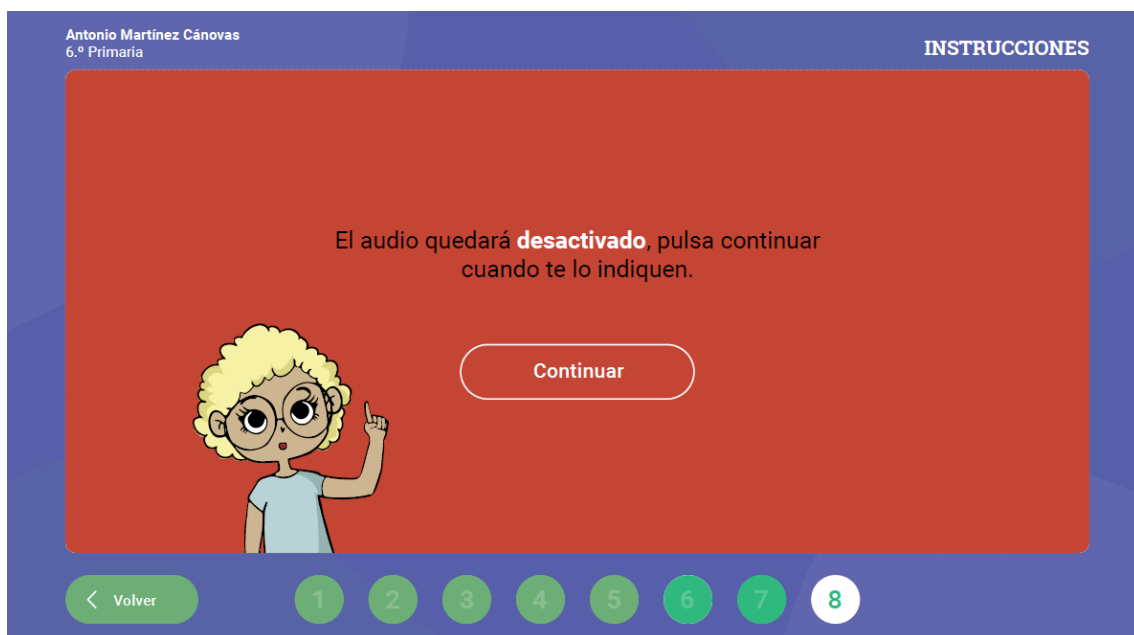 Antonio Martínez Cánovas
6.º Primaria
INSTRUCCIONES
El audio quedará desactivado, pulsa continuar
cuando te lo indiquen.
Continuar
Volver
1 2 3 4 5 6 7 8